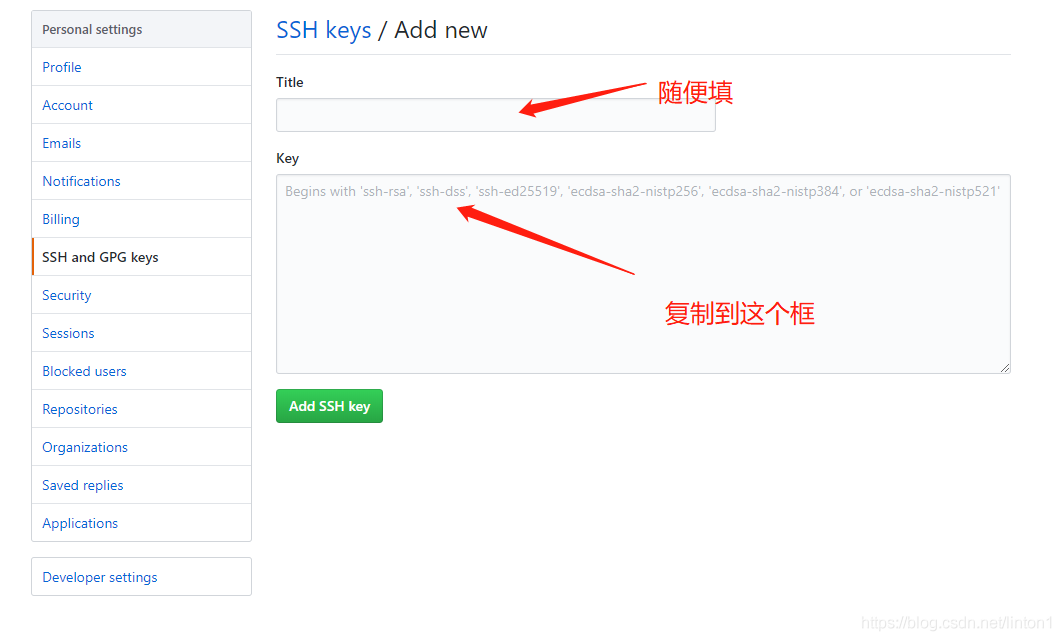 Personal settings
Profile
Account
Emails
Notifications
Billing
SSH and GPG keys
Security
Sessions
Blocked users
Repositories
Organizations
Saved replies
Applications
Developer settings
SSH keys / Add new
Title
随便填
Key
Begins with 'ssh-rsa', 'ssh-dss', 'ssh-ed25519', 'ecdsa-sha2-nistp256', 'ecdsa-sha2-nistp384', or 'ecdsa-sha2-nistp521'
复制到这个框
Add SSH key
https://blog.csdn.net/linton1